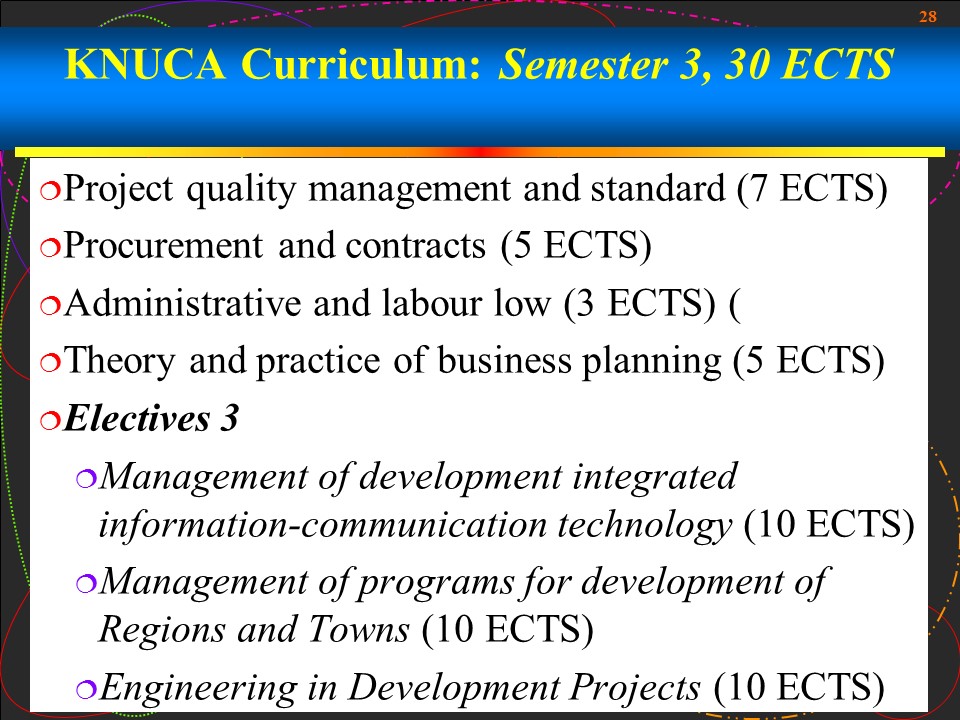 28
KNUCA Curriculum: Semester 3, 30 ECTS
Project quality management and standard (7 ECTS)
Procurement and contracts (5 ECTS)
Administrative and labour low (3 ECTS) (
Theory and practice of business planning (5 ECTS)
Electives 3
Management of development integrated
information-communication technology (10 ECTS)
Management of programs for development of
Regions and Towns (10 ECTS)
Engineering in Development Projects (10 ECTS)